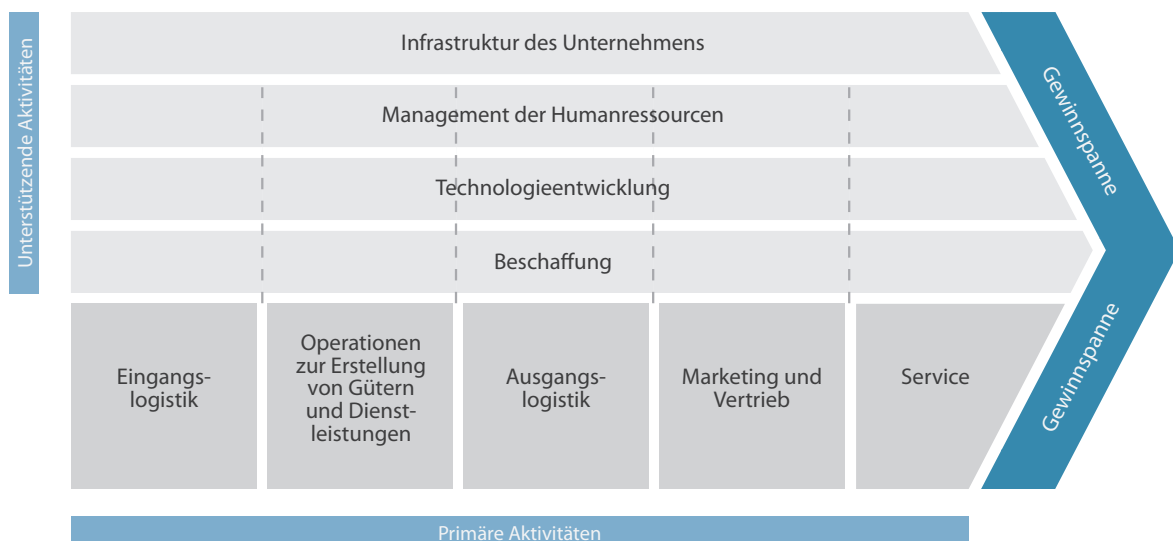 Unterstützende Aktivitäten
Infrastruktur des Unternehmens
Management der Humanressourcen
Technologieentwicklung
Beschaffung
Gewinnspanne
Gewinnspanne
Eingangs-
logistik
Operationen
zur Erstellung
von Gütern
und Dienst-
leistungen
Ausgangs-
logistik
Marketing und
Vertrieb
Service
Primäre Aktivitäten